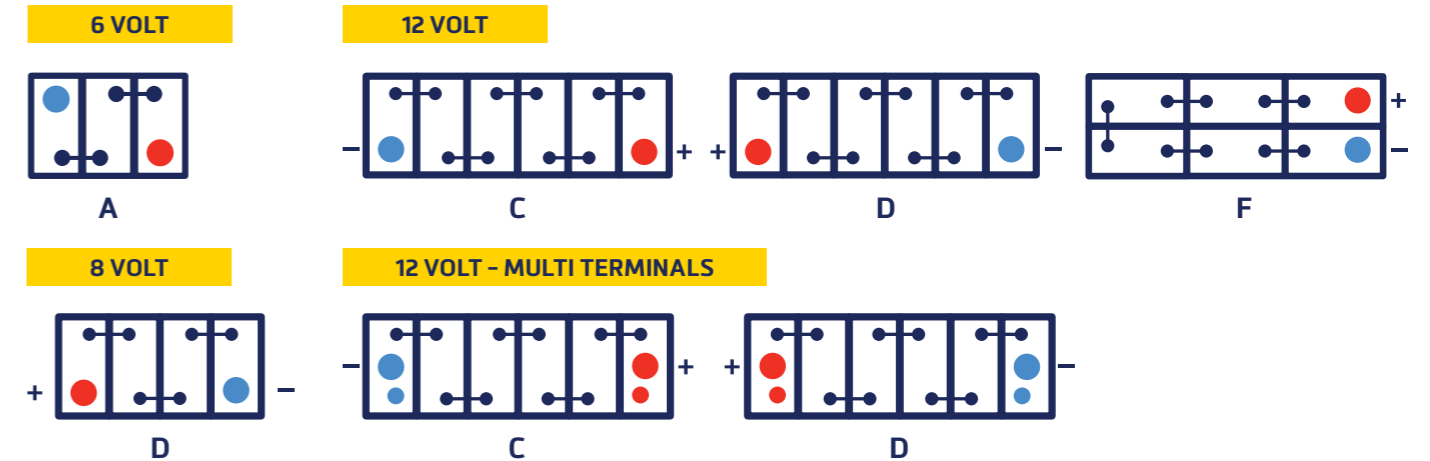 6 VOLT
12 VOLT
− + + − +
−
A
C
D
F
8 VOLT
12 VOLT - MULTI TERMINALS
− + + −
+ −
D
C
D